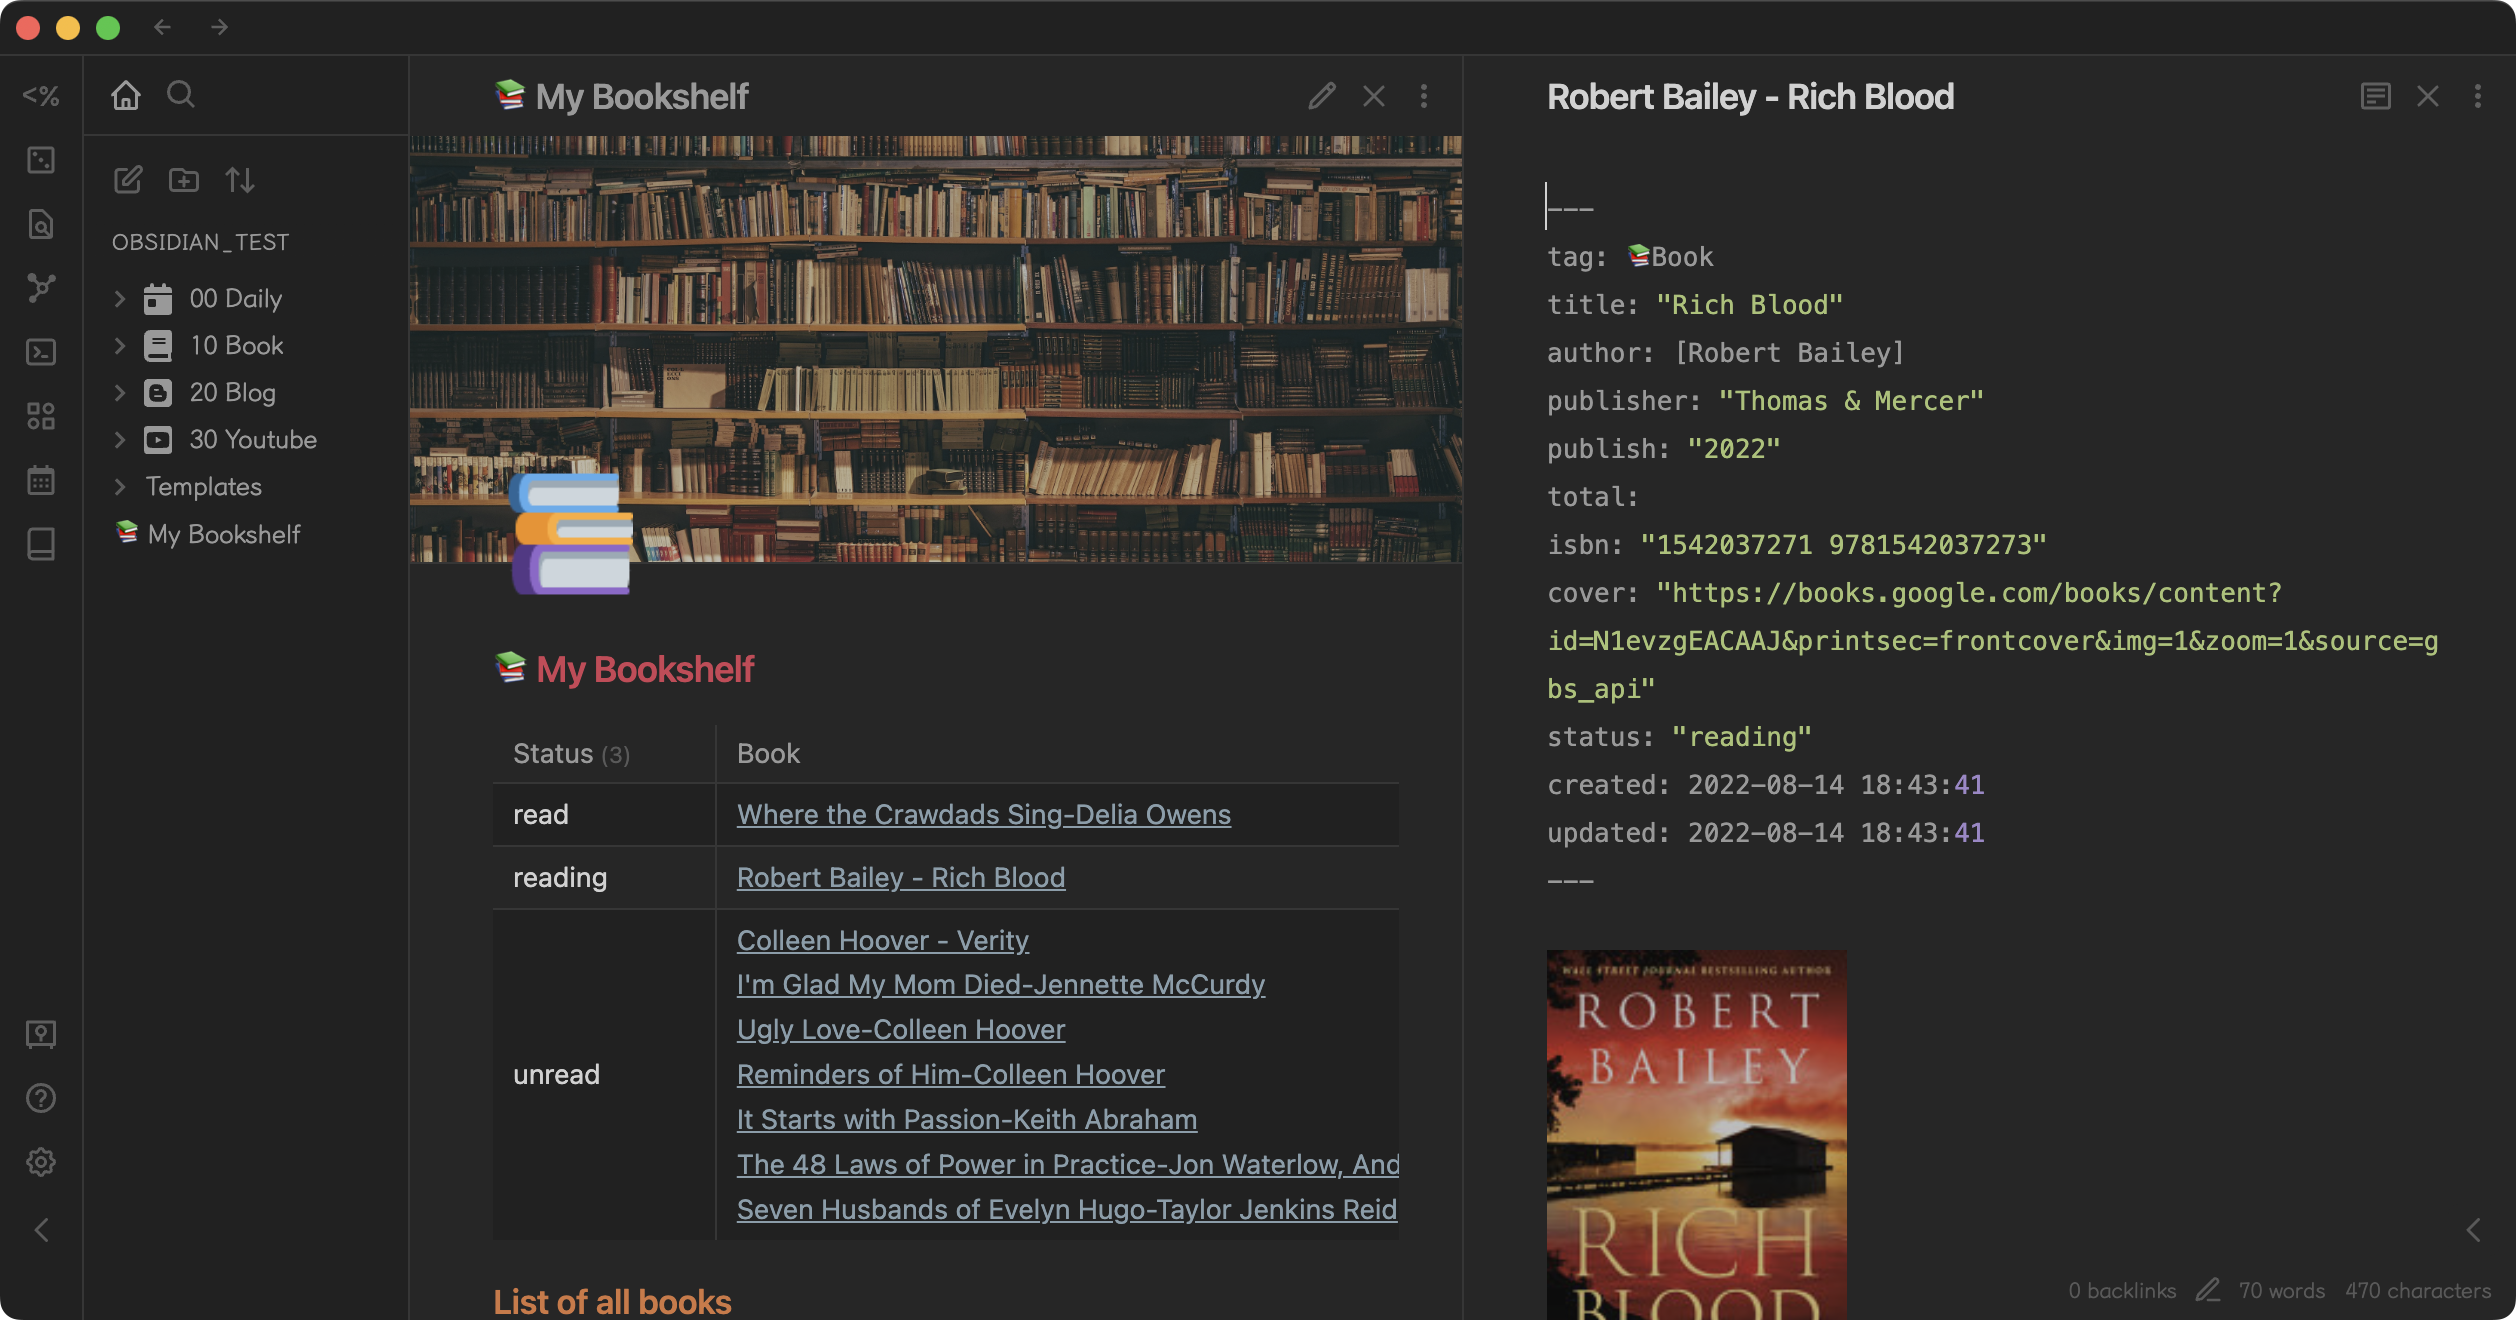 <%
📚 My Bookshelf
Robert Bailey - Rich Blood
OBSIDIAN_TEST
00 Daily
10 Book
20 Blog
30 Youtube
Templates
📚 My Bookshelf
📚 My Bookshelf
Status (3) Book
read Where the Crawdads Sing-Delia Owens
reading Robert Bailey - Rich Blood
unread
Colleen Hoover - Verity
I'm Glad My Mom Died-Jennette McCurdy
Ugly Love-Colleen Hoover
Reminders of Him-Colleen Hoover
It Starts with Passion-Keith Abraham
The 48 Laws of Power in Practice-Jon Waterlow, And
Seven Husbands of Evelyn Hugo-Taylor Jenkins Reid
List of all books
---
tag: 📚Book
title: "Rich Blood"
author: [Robert Bailey]
publisher: "Thomas & Mercer"
publish: "2022"
total:
isbn: "1542037271 9781542037273"
cover: "https://books.google.com/books/content?
id=N1evzgEACAAJ&printsec=frontcover&img=1&zoom=1&source=g
bs_api"
status: "reading"
created: 2022-08-14 18:43:41
updated: 2022-08-14 18:43:41
---
WALL STREET JOURNAL BESTSELLING AUTHOR
ROBERT
BAILEY
RICH
BLOOD
0 backlinks 70 words 470 characters